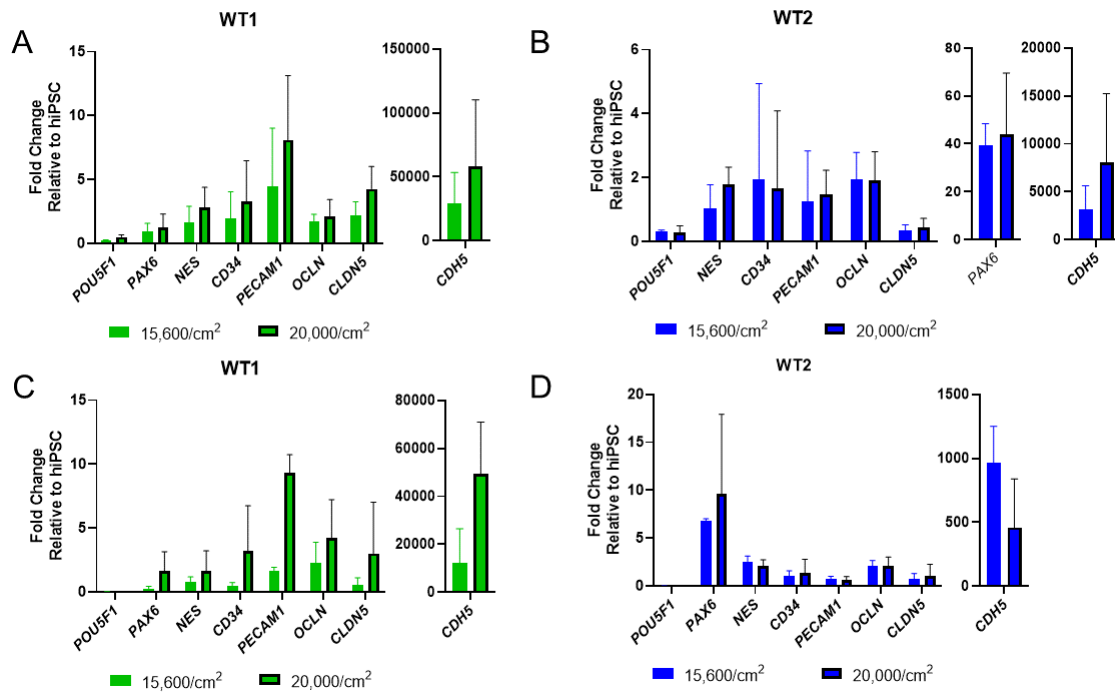 A
WT1
Fold Change
Relative to hiPSC
15
10
5
0
POU5F1
PAX6
NES
CD34
PECAM1
OCLN
CLDN5
150000
100000
50000
0
CDH5
15,600/cm²
20,000/cm²
B
WT2
Fold Change
Relative to hiPSC
6
4
2
0
POU5F1
NES
CD34
PECAM1
OCLN
CLDN5
80
60
40
20
0
PAX6
20000
15000
10000
5000
0
CDH5
15,600/cm²
20,000/cm²
C
WT1
Fold Change
Relative to hiPSC
15
10
5
0
POU5F1
PAX6
NES
CD34
PECAM1
OCLN
CLDN5
80000
60000
40000
20000
0
CDH5
15,600/cm²
20,000/cm²
D
WT2
Fold Change
Relative to hiPSC
20
15
10
5
0
POU5F1
PAX6
NES
CD34
PECAM1
OCLN
CLDN5
1500
1000
500
0
CDH5
15,600/cm²
20,000/cm²